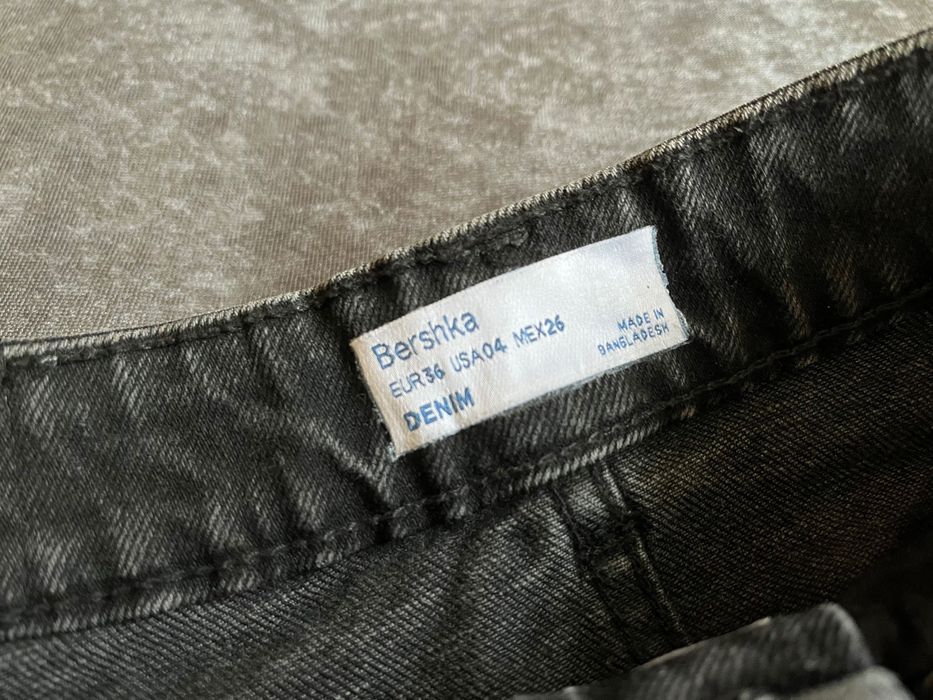 Bershka
EUR36 USA04 MEX26
DENIM
MADE IN
BANGLADESH